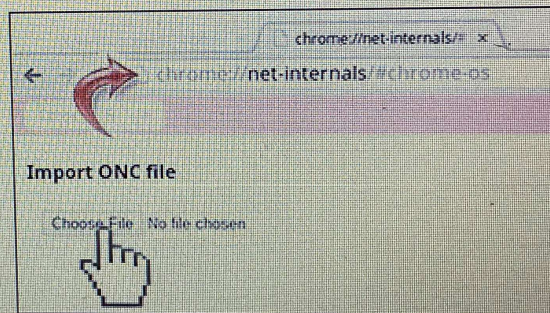 chrome://net-internals/#
chrome://net-internals/#chrome-os
Import ONC file
Choose File No file chosen